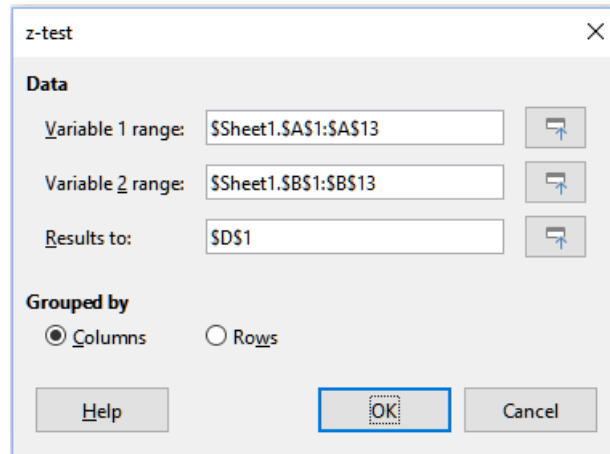 z-test
Data
Variable 1 range: $Sheet1.$A$1:$A$13
Variable 2 range: $Sheet1.$B$1:$B$13
Results to: $D$1
Grouped by
Columns Rows
Help OK Cancel